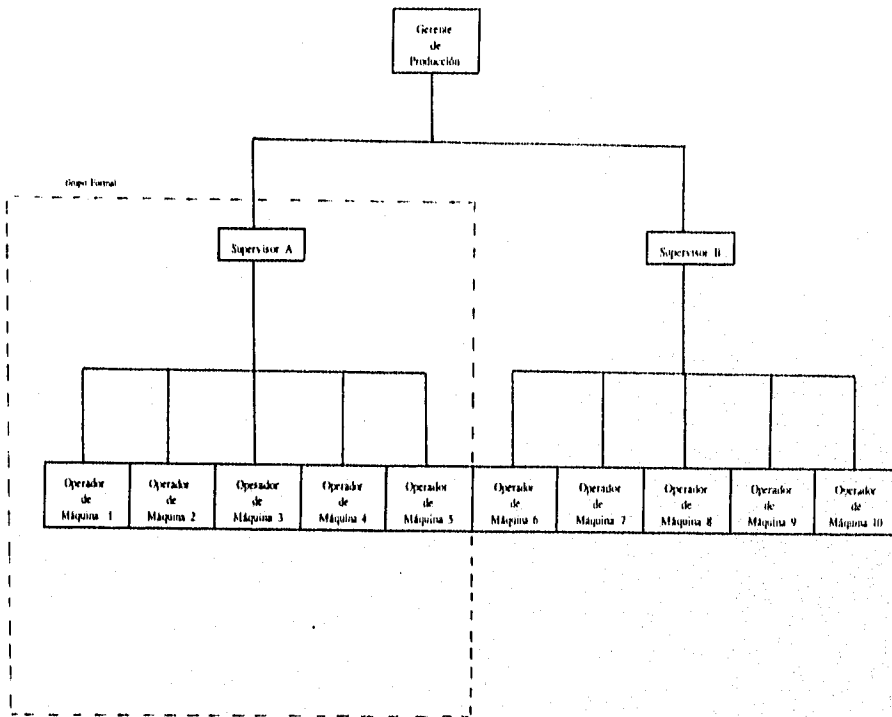 Gerente
de
Producción
Grupo Formal
Supervisor A
Supervisor B
Operador
de
Máquina 1
Operador
de
Máquina 2
Operador
de
Máquina 3
Operador
de
Máquina 4
Operador
de
Máquina 5
Operador
de
Máquina 6
Operador
de
Máquina 7
Operador
de
Máquina 8
Operador
de
Máquina 9
Operador
de
Máquina 10